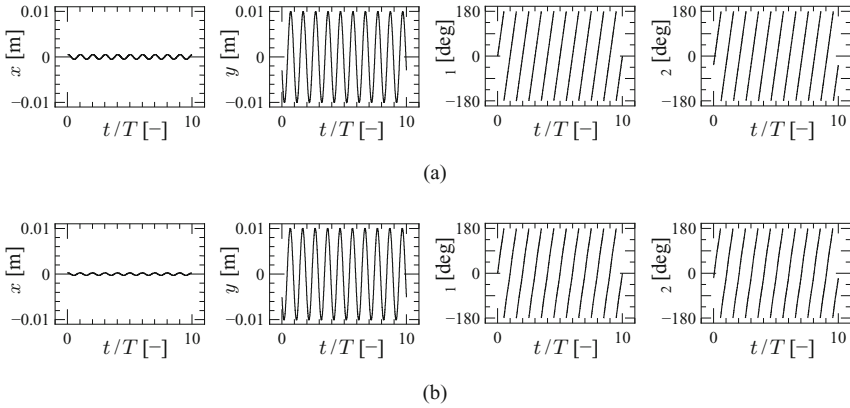 0.01 0 −0.01 x [m] 0 10 t/T [−]
0.01 0 −0.01 y [m] 0 10 t/T [−]
180 0 −180 1 [deg] 0 10 t/T [−]
180 0 −180 2 [deg] 0 10 t/T [−]
(a)
0.01 0 −0.01 x [m] 0 10 t/T [−]
0.01 0 −0.01 y [m] 0 10 t/T [−]
180 0 −180 1 [deg] 0 10 t/T [−]
180 0 −180 2 [deg] 0 10 t/T [−]
(b)